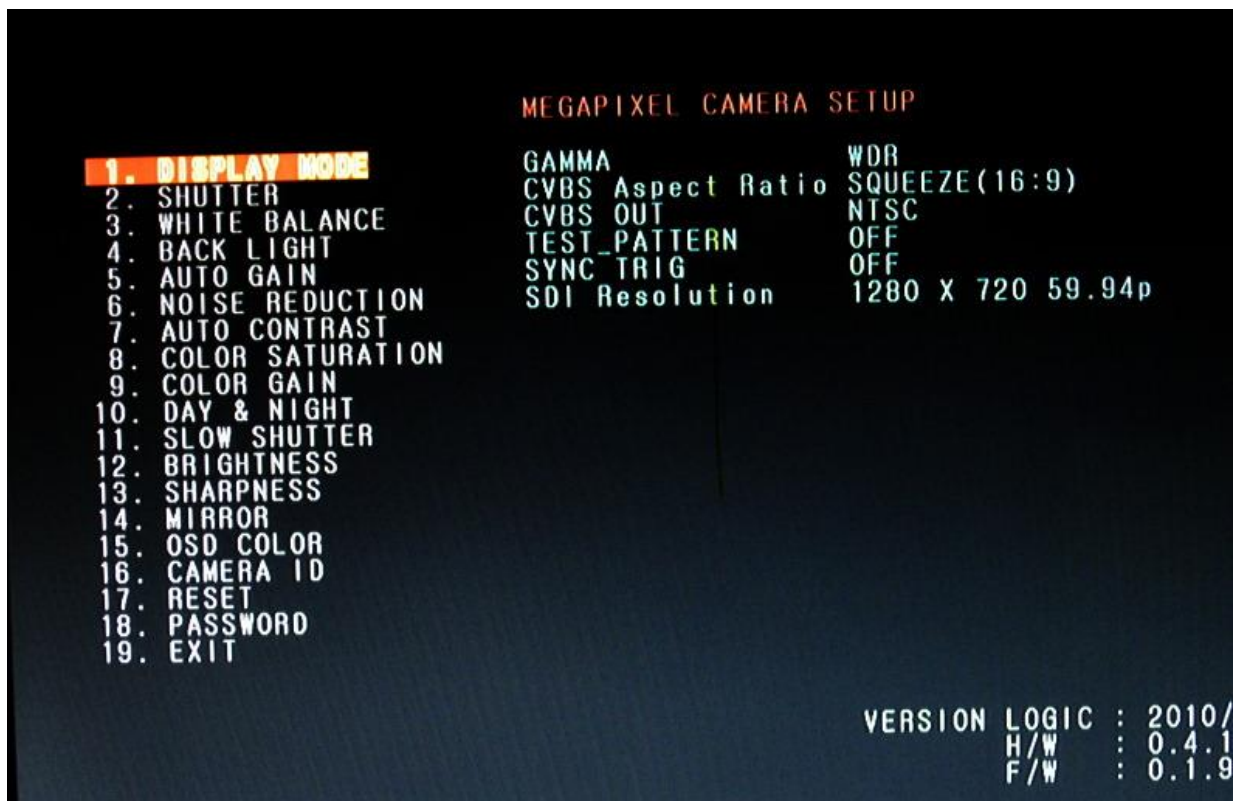 MEGAPIXEL CAMERA SETUP
1. DISPLAY MODE
2. SHUTTER
3. WHITE BALANCE
4. BACK LIGHT
5. AUTO GAIN
6. NOISE REDUCTION
7. AUTO CONTRAST
8. COLOR SATURATION
9. COLOR GAIN
10. DAY & NIGHT
11. SLOW SHUTTER
12. BRIGHTNESS
13. SHARPNESS
14. MIRROR
15. OSD COLOR
16. CAMERA ID
17. RESET
18. PASSWORD
19. EXIT
GAMMA WDR
CVBS Aspect Ratio SQUEEZE(16:9)
CVBS OUT NTSC
TEST_PATTERN OFF
SYNC TRIG OFF
SDI Resolution 1280 X 720 59.94p
VERSION LOGIC : 2010/
H/W : 0.4.1
F/W : 0.1.9